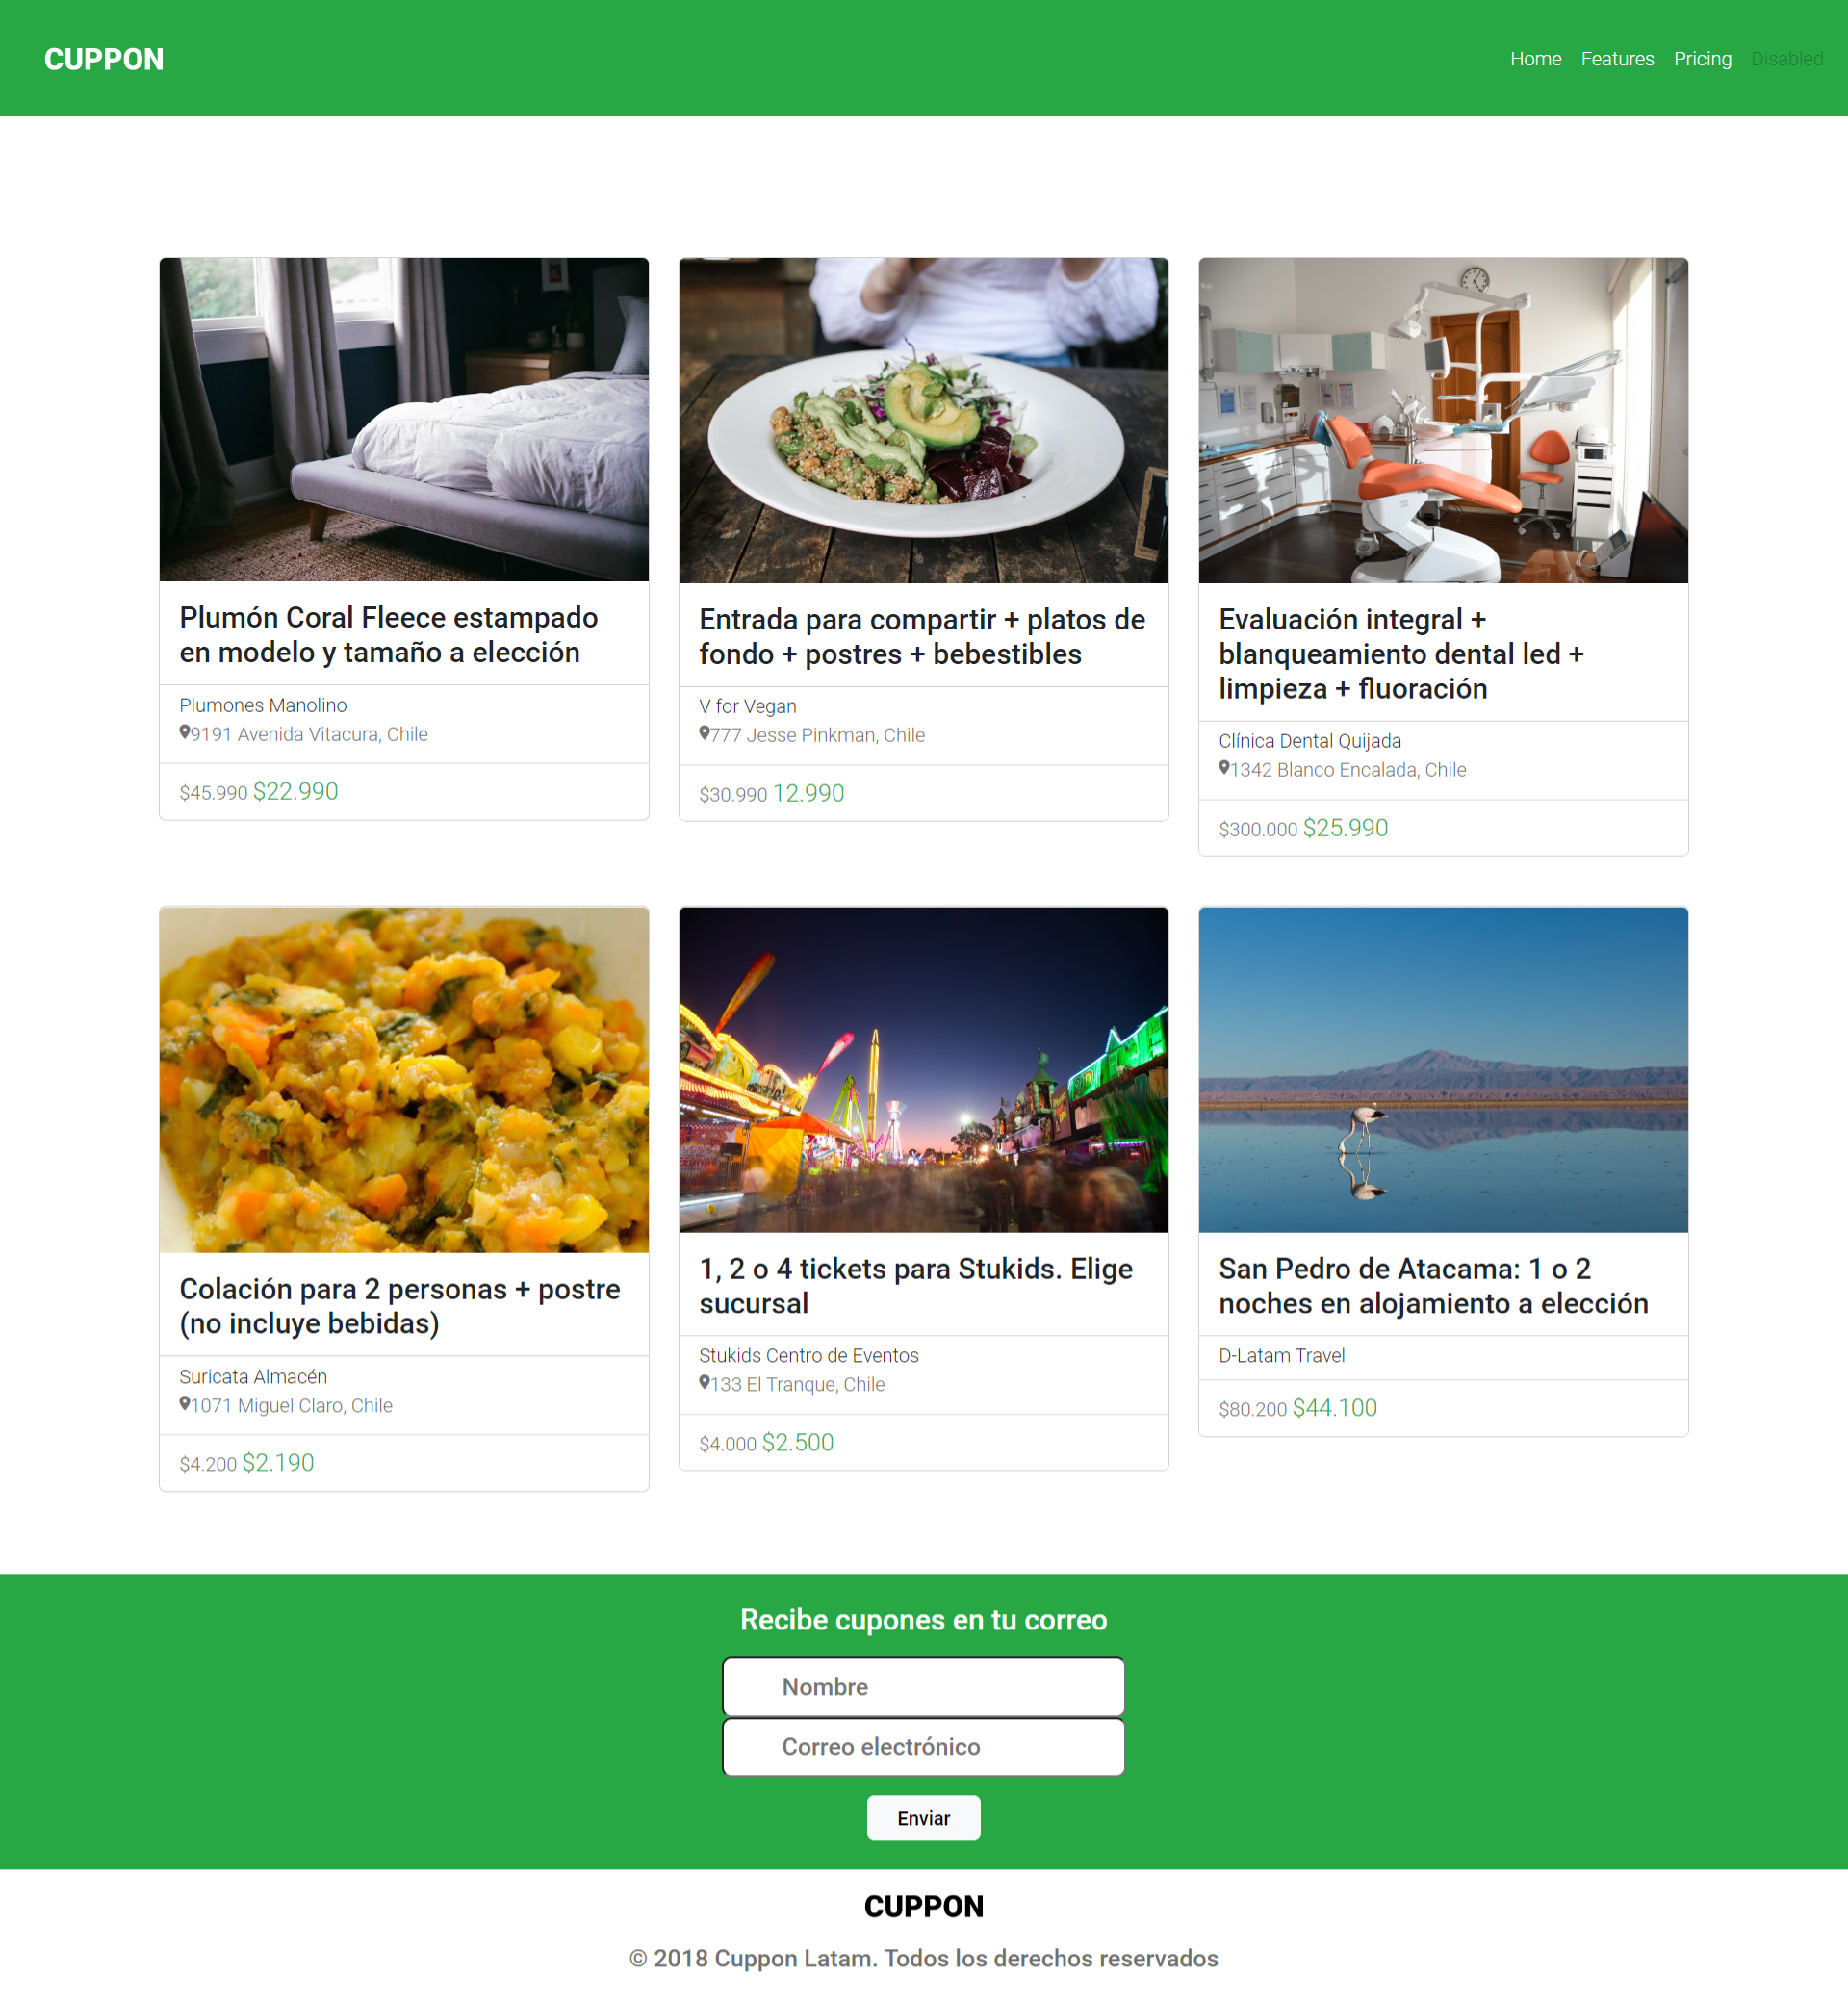 CUPPON
Home Features Pricing Disabled
Plumón Coral Fleece estampado
en modelo y tamaño a elección
Plumones Manolino
9191 Avenida Vitacura, Chile
$45.990 $22.990
Entrada para compartir + platos de
fondo + postres + bebestibles
V for Vegan
777 Jesse Pinkman, Chile
$30.990 12.990
Evaluación integral +
blanqueamiento dental led +
limpieza + fluoración
Clínica Dental Quijada
1342 Blanco Encalada, Chile
$300.000 $25.990
Colación para 2 personas + postre
(no incluye bebidas)
Suricata Almacén
1071 Miguel Claro, Chile
$4.200 $2.190
1, 2 o 4 tickets para Stukids. Elige
sucursal
Stukids Centro de Eventos
133 El Tranque, Chile
$4.000 $2.500
San Pedro de Atacama: 1 o 2
noches en alojamiento a elección
D-Latam Travel
$80.200 $44.100
Recibe cupones en tu correo
Nombre
Correo electrónico
Enviar
CUPPON
© 2018 Cuppon Latam. Todos los derechos reservados